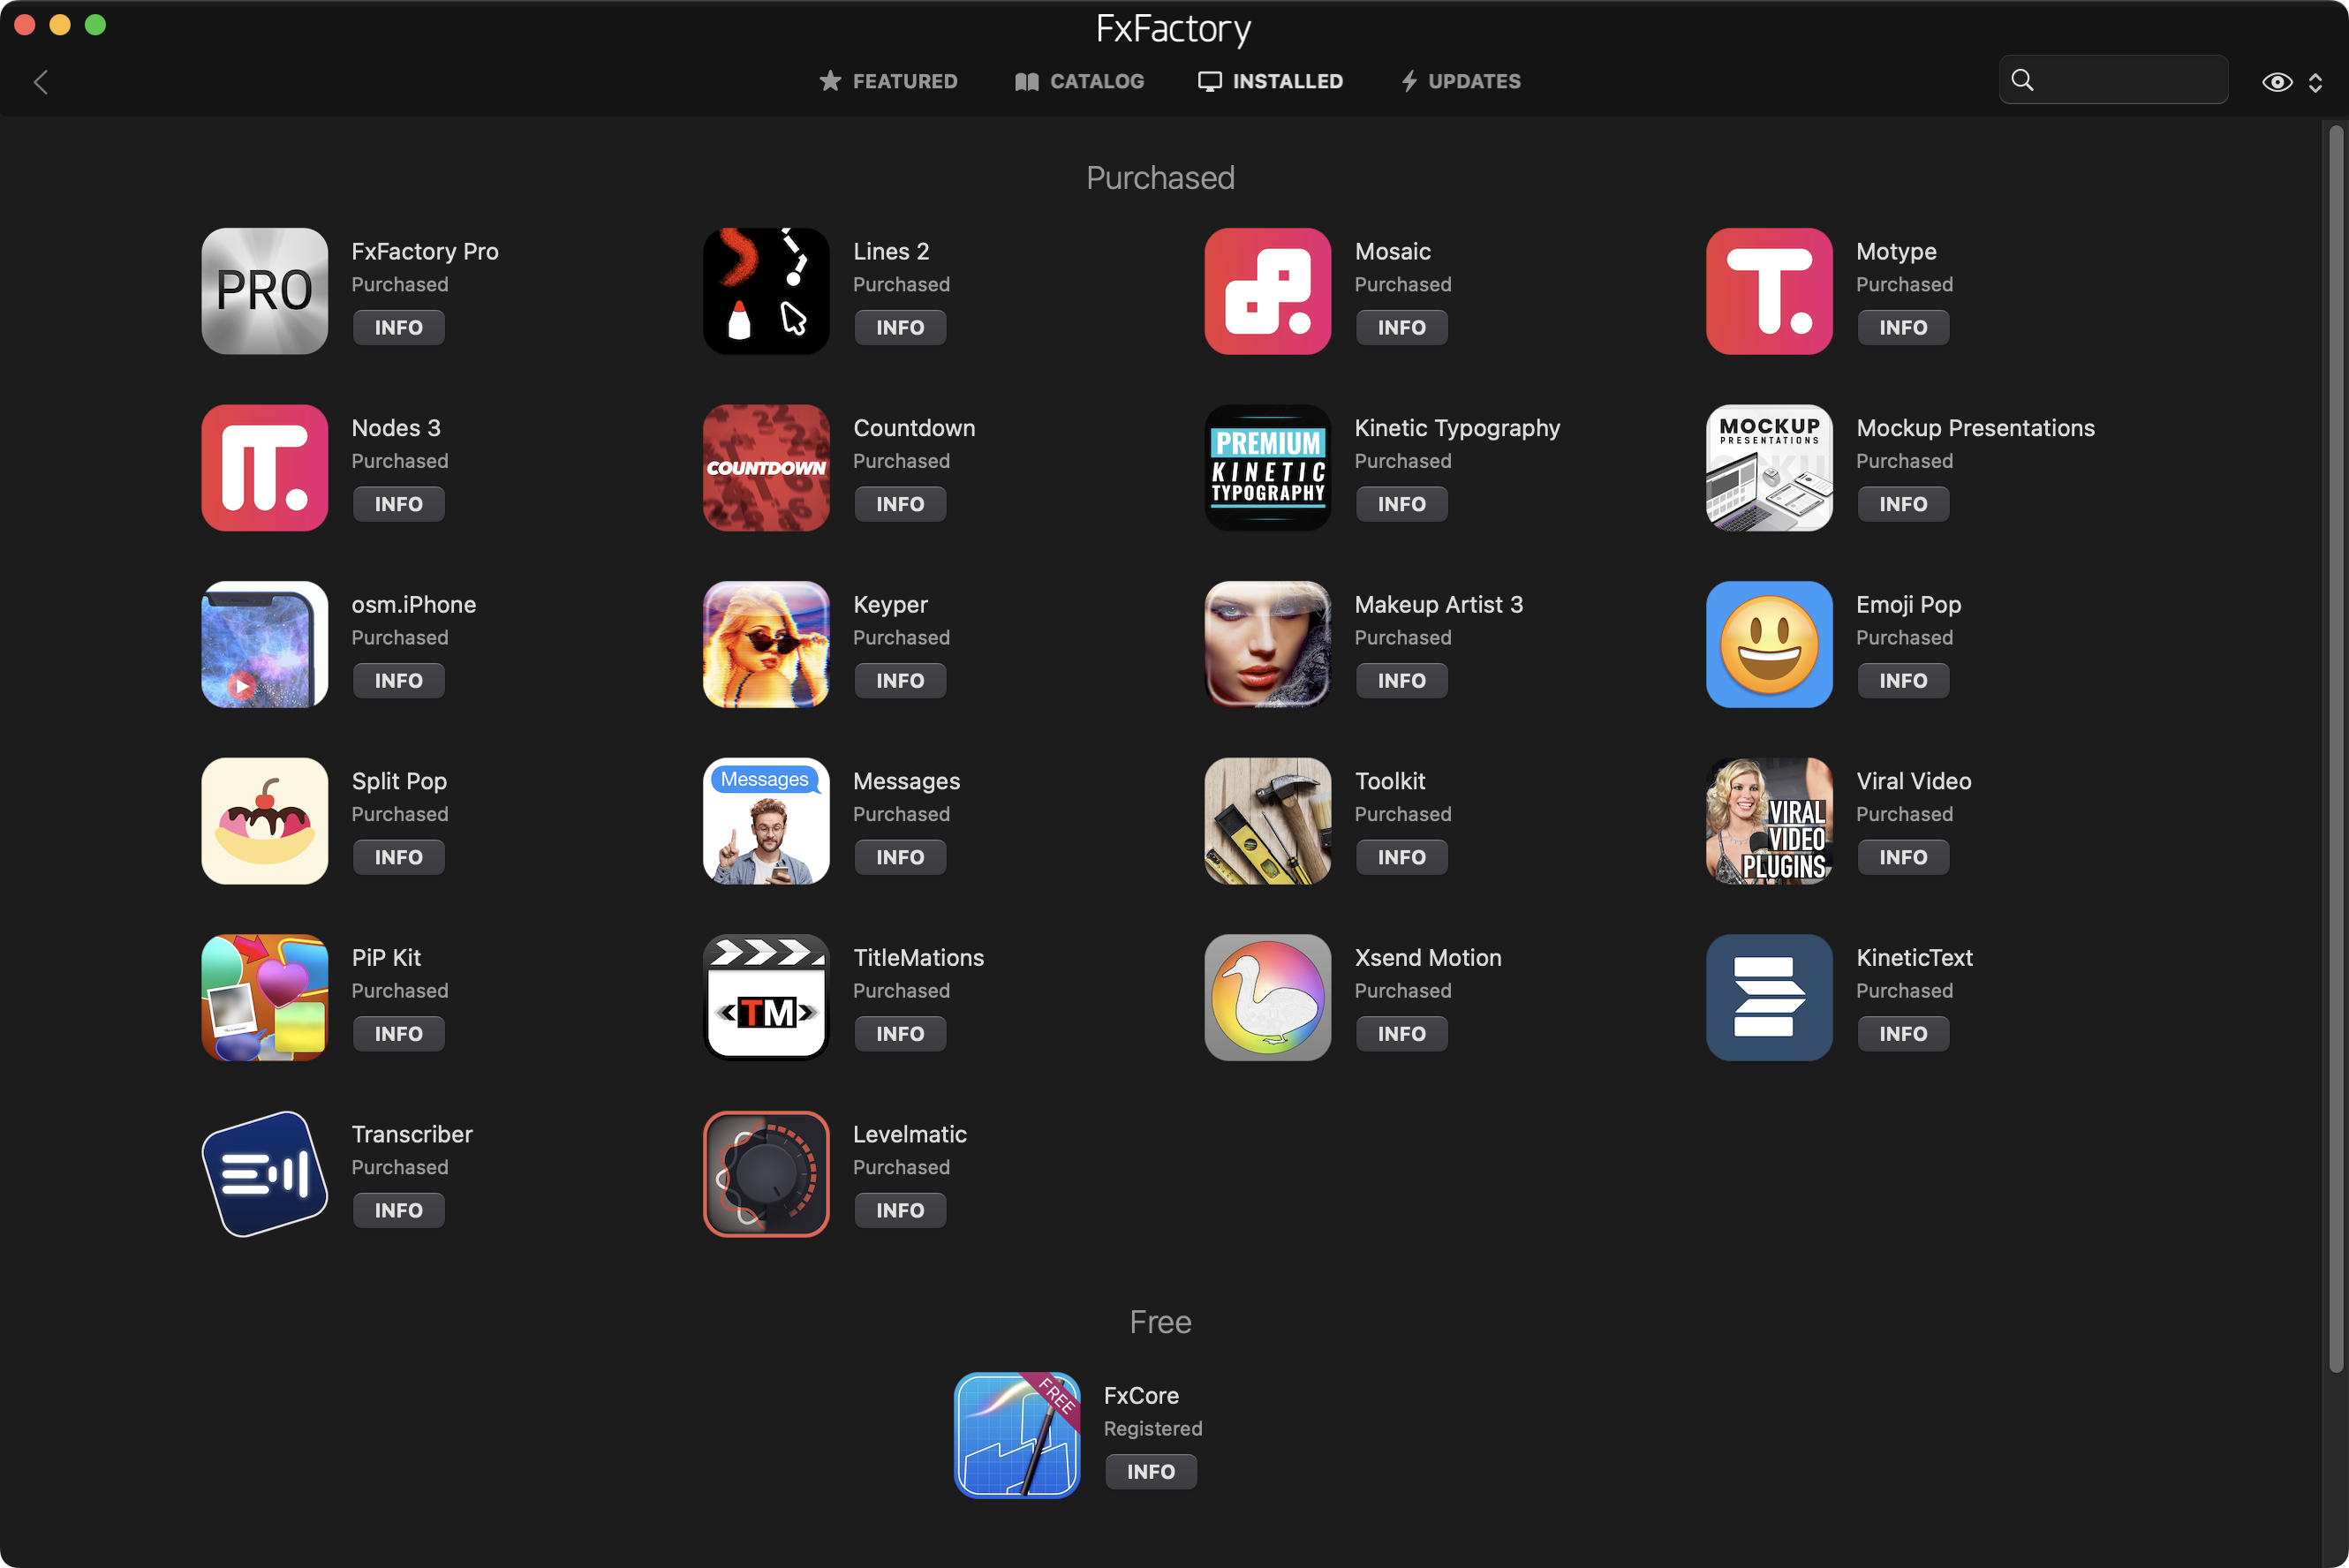 FxFactory
FEATURED
CATALOG
INSTALLED
UPDATES
Purchased
PRO
FxFactory Pro
Purchased
INFO
Lines 2
Purchased
INFO
Mosaic
Purchased
INFO
T.
Motype
Purchased
INFO
Nodes 3
Purchased
INFO
COUNTDOWN
Countdown
Purchased
INFO
PREMIUM
KINETIC
TYPOGRAPHY
Kinetic Typography
Purchased
INFO
MOCKUP
PRESENTATIONS
Mockup Presentations
Purchased
INFO
osm.iPhone
Purchased
INFO
Keyper
Purchased
INFO
Makeup Artist 3
Purchased
INFO
Emoji Pop
Purchased
INFO
Split Pop
Purchased
INFO
Messages
Messages
Purchased
INFO
Toolkit
Purchased
INFO
VIRAL
VIDEO
PLUGINS
Viral Video
Purchased
INFO
PiP Kit
Purchased
INFO
TM
TitleMations
Purchased
INFO
Xsend Motion
Purchased
INFO
KineticText
Purchased
INFO
Transcriber
Purchased
INFO
Levelmatic
Purchased
INFO
Free
FREE
FxCore
Registered
INFO